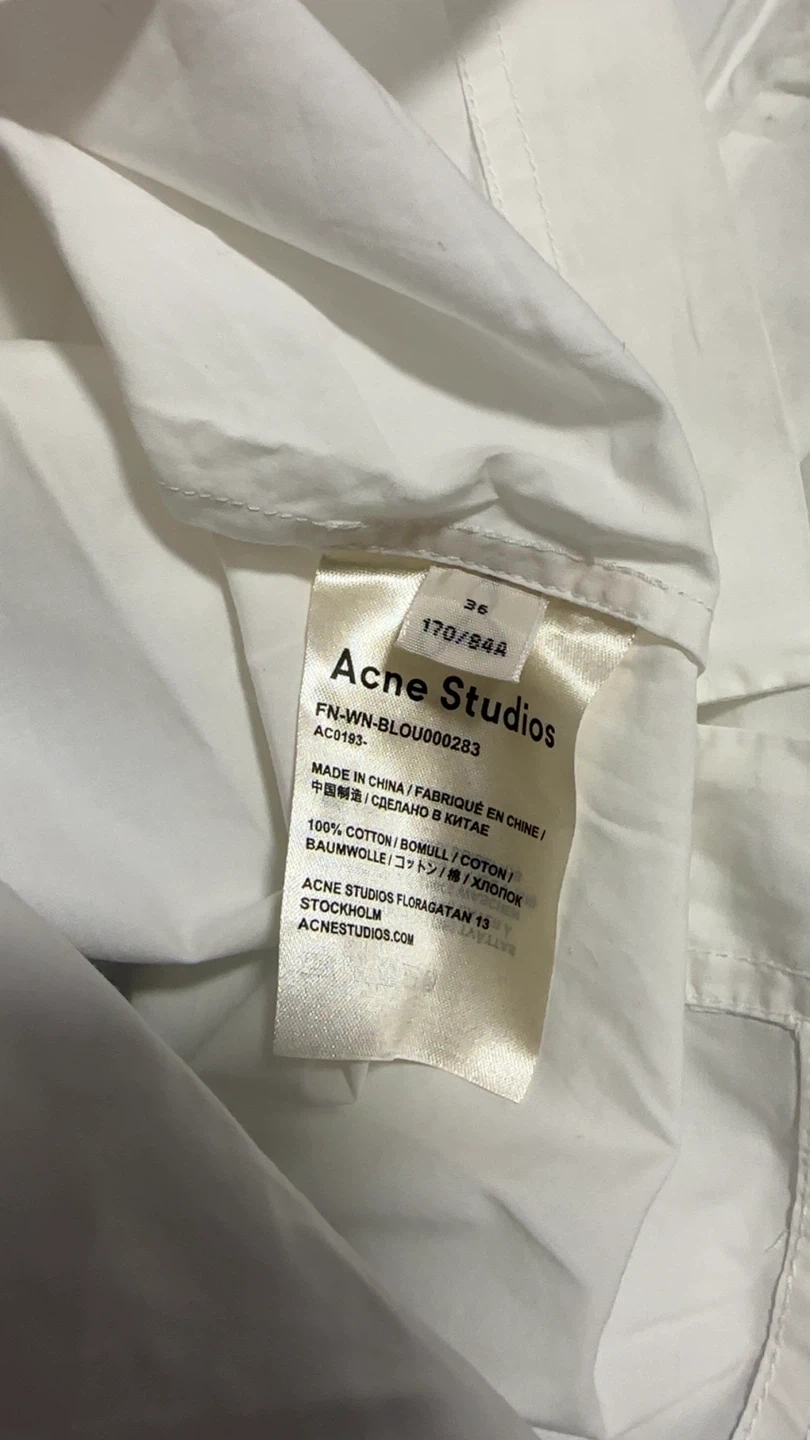 36
170/84A
Acne Studios
FN-WN-BLOU000283
AC0193-
MADE IN CHINA / FABRIQUÉ EN CHINE /
中国制造 / СДЕЛАНО В КИТАЕ
100% COTTON / BOMULL / COTON /
BAUMWOLLE / コットン / 棉 / ХЛОПОК
ACNE STUDIOS FLORAGATAN 13
STOCKHOLM
ACNESTUDIOS.COM